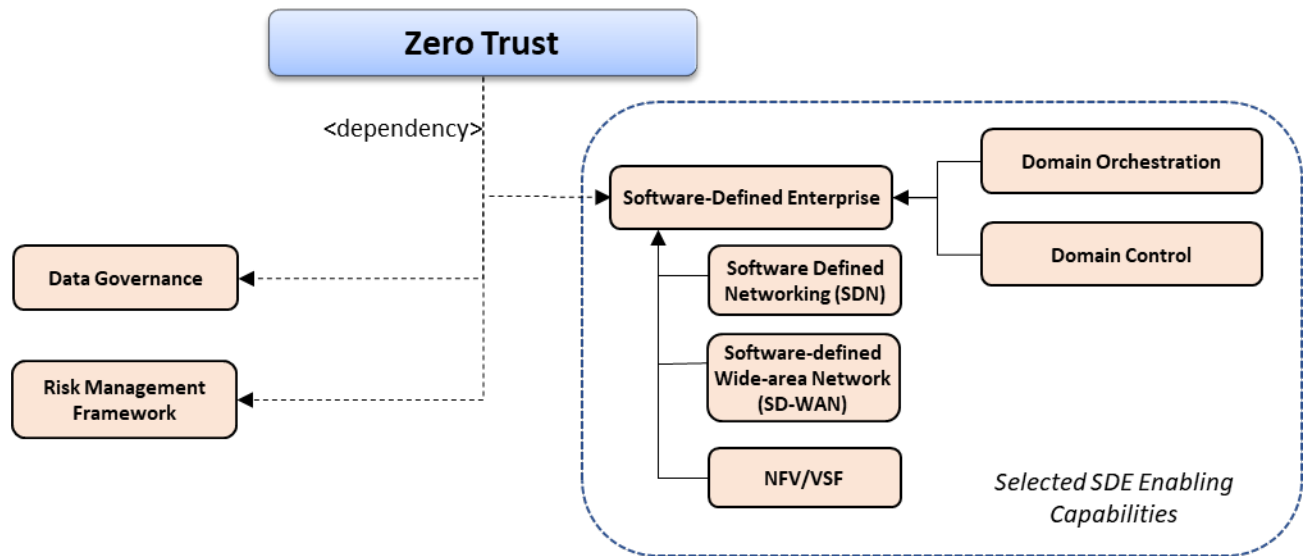 Zero Trust
<dependency>
Domain Orchestration
Software-Defined Enterprise
Domain Control
Data Governance
Software Defined
Networking (SDN)
Software-defined
Wide-area Network
(SD-WAN)
Risk Management
Framework
NFV/VSF
Selected SDE Enabling
Capabilities